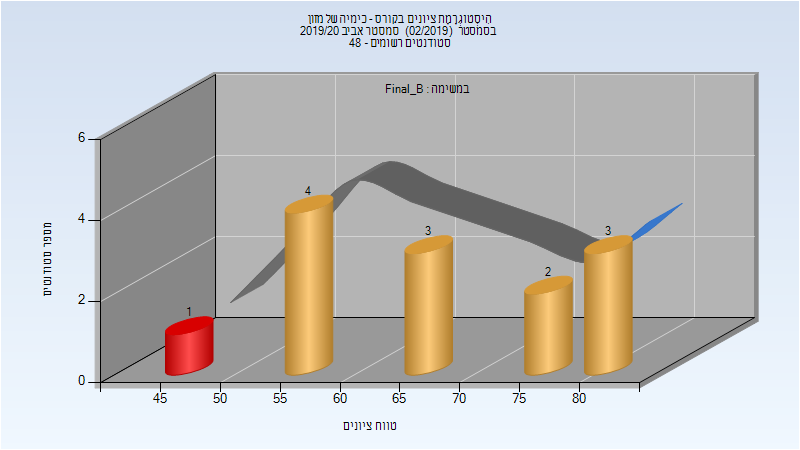 היסטוגרמת ציונים בקורס - כימיה של מזון
בסמסטר (02/2019) סמסטר אביב 2019/20
סטודנטים רשומים - 48
במשימה : Final_B
מספר סטודנטים
6
4
2
0
1
4
3
2
3
45
50
55
60
65
70
75
80
טווח ציונים